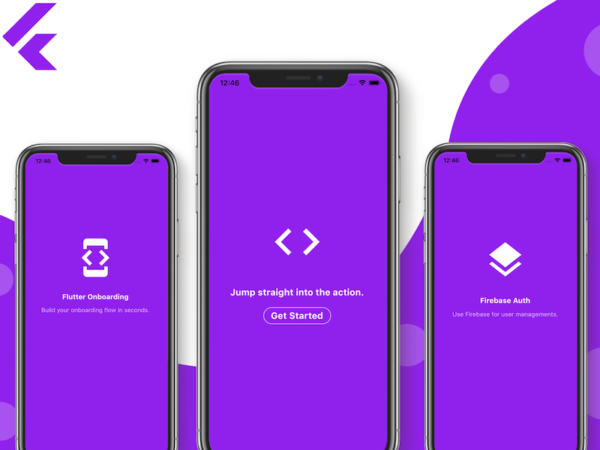 12:46
Flutter Onboarding
Build your onboarding flow in seconds.
12:46
Jump straight into the action.
Get Started
12:46
Firebase Auth
Use Firebase for user managements.